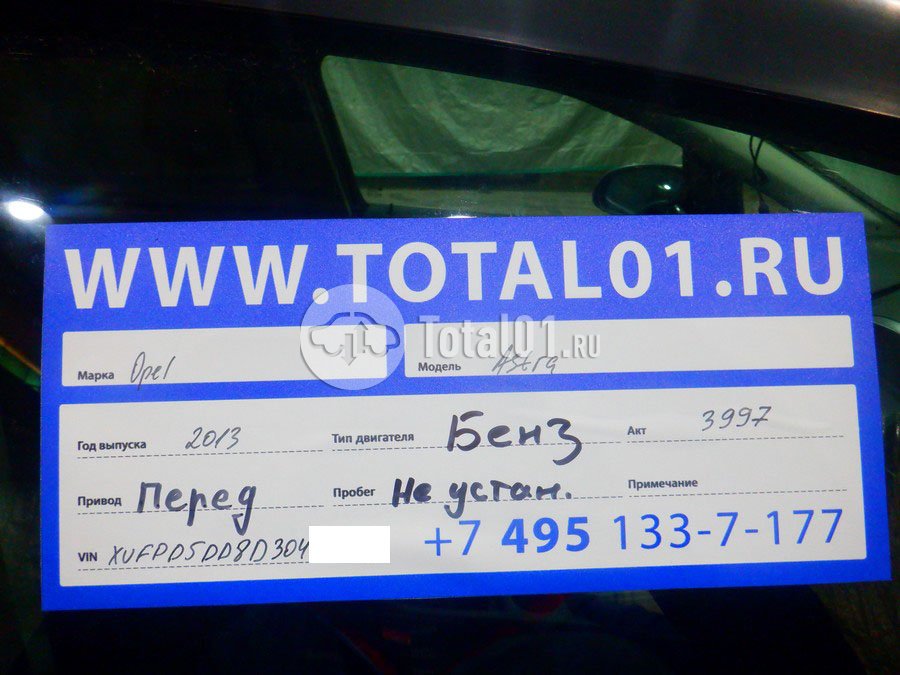 WWW.TOTAL01.RU
Total01.RU
Марка Opel Модель Astra
Год выпуска 2013 Тип двигателя Бенз Акт 3997
Привод Перед Пробег Не устан. Примечание
VIN XUFPD5DD8D304
+7 495 133-7-177